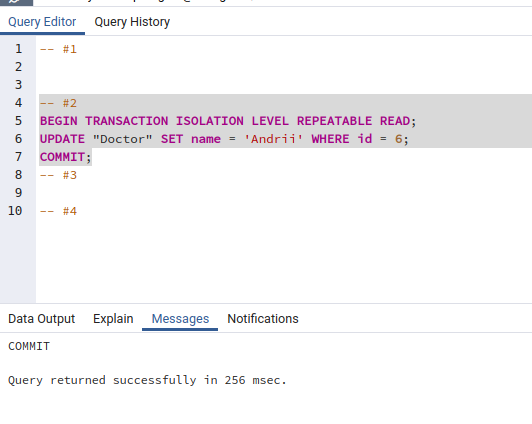 Query Editor Query History
1 -- #1
2
3
4 -- #2
5 BEGIN TRANSACTION ISOLATION LEVEL REPEATABLE READ;
6 UPDATE "Doctor" SET name = 'Andrii' WHERE id = 6;
7 COMMIT;
8 -- #3
9
10 -- #4
Data Output Explain Messages Notifications
COMMIT
Query returned successfully in 256 msec.